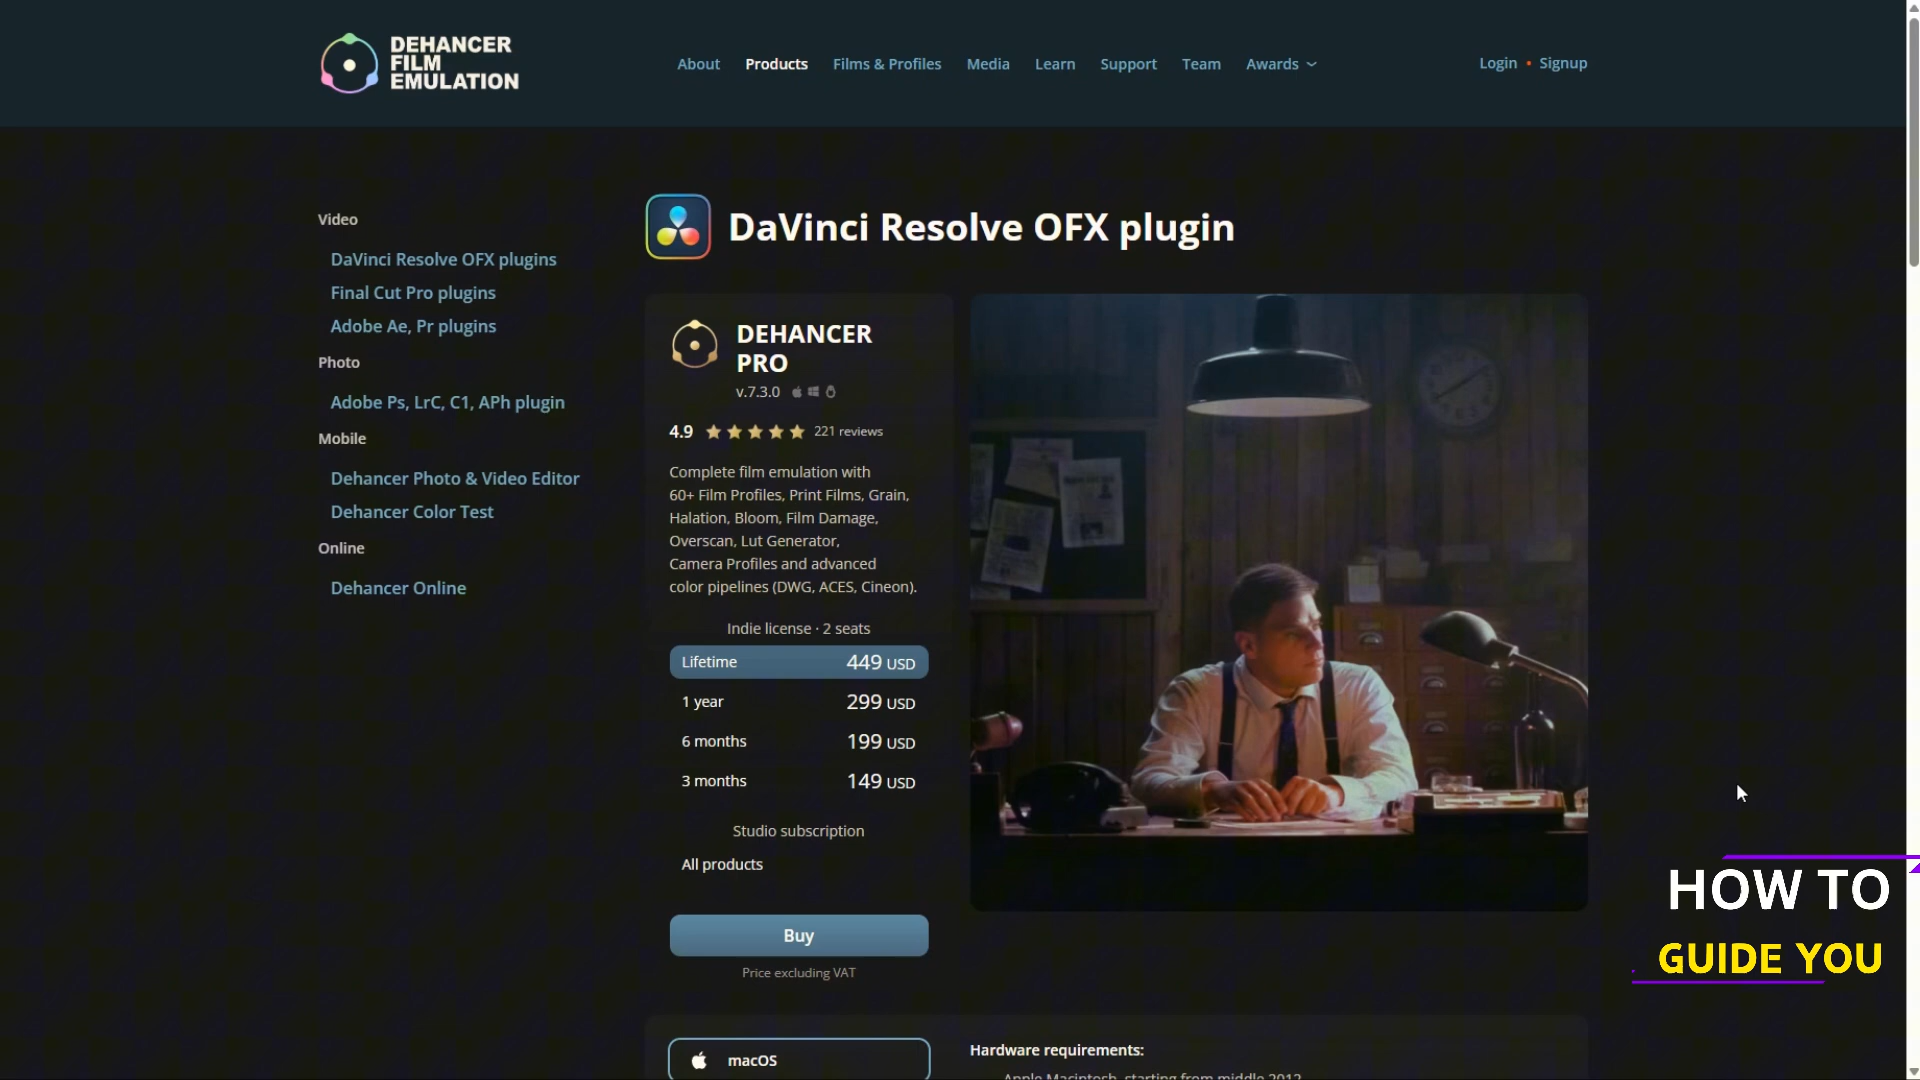 DEHANCER
FILM
EMULATION
About Products Films & Profiles Media Learn Support Team Awards
Login • Signup
Video
DaVinci Resolve OFX plugins
Final Cut Pro plugins
Adobe Ae, Pr plugins
Photo
Adobe Ps, LrC, C1, APh plugin
Mobile
Dehancer Photo & Video Editor
Dehancer Color Test
Online
Dehancer Online
DaVinci Resolve OFX plugin
DEHANCER
PRO
v.7.3.0
4.9 221 reviews
Complete film emulation with
60+ Film Profiles, Print Films, Grain,
Halation, Bloom, Film Damage,
Overscan, Lut Generator,
Camera Profiles and advanced
color pipelines (DWG, ACES, Cineon).
Indie license · 2 seats
Lifetime 449 USD
1 year 299 USD
6 months 199 USD
3 months 149 USD
Studio subscription
All products
Buy
Price excluding VAT
macOS
Hardware requirements:
Apple Macintosh, starting from middle 2012
HOW TO
GUIDE YOU